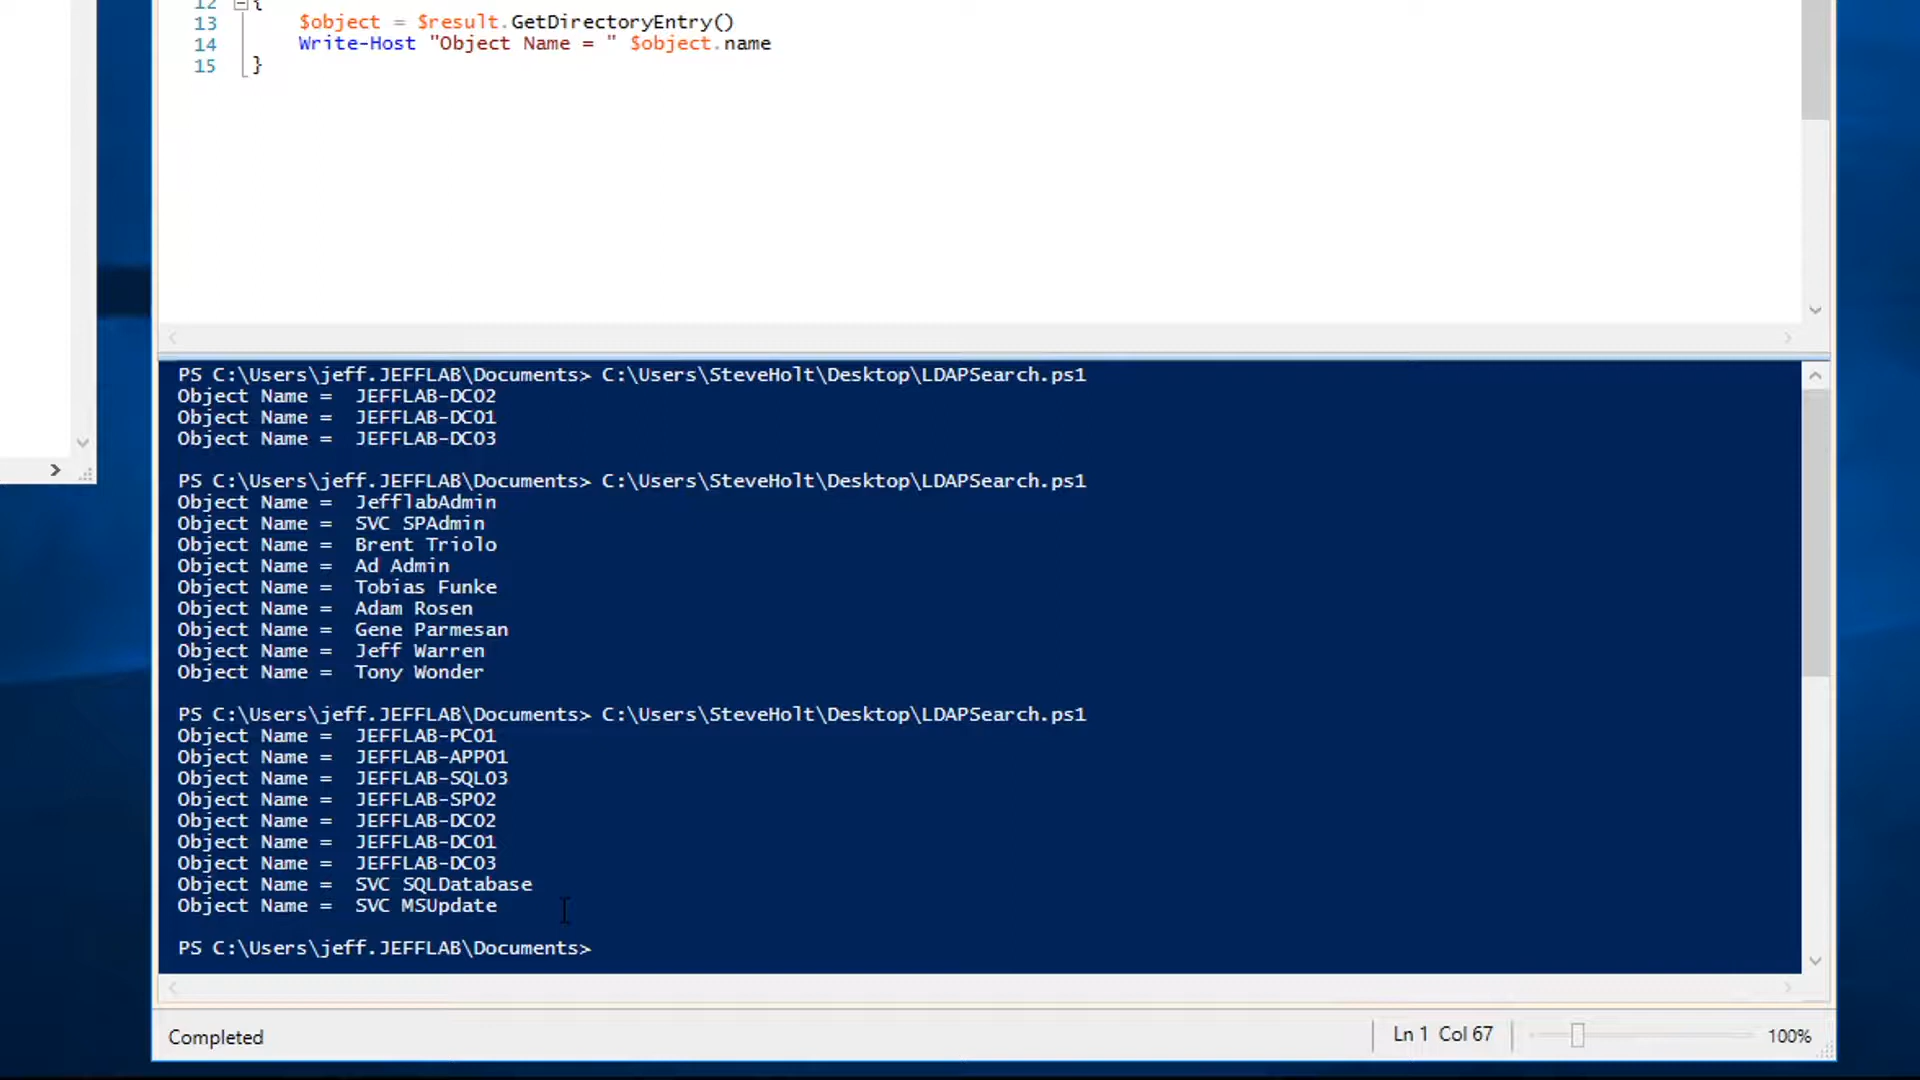 12 {
13 $object = $result.GetDirectoryEntry()
14 Write-Host "Object Name = " $object.name
15 }
PS C:\Users\jeff.JEFFLAB\Documents> C:\Users\SteveHolt\Desktop\LDAPSearch.ps1
Object Name =  JEFFLAB-DC02
Object Name =  JEFFLAB-DC01
Object Name =  JEFFLAB-DC03
PS C:\Users\jeff.JEFFLAB\Documents> C:\Users\SteveHolt\Desktop\LDAPSearch.ps1
Object Name =  JefflabAdmin
Object Name =  SVC SPAdmin
Object Name =  Brent Triolo
Object Name =  Ad Admin
Object Name =  Tobias Funke
Object Name =  Adam Rosen
Object Name =  Gene Parmesan
Object Name =  Jeff Warren
Object Name =  Tony Wonder
PS C:\Users\jeff.JEFFLAB\Documents> C:\Users\SteveHolt\Desktop\LDAPSearch.ps1
Object Name =  JEFFLAB-PC01
Object Name =  JEFFLAB-APP01
Object Name =  JEFFLAB-SQL03
Object Name =  JEFFLAB-SP02
Object Name =  JEFFLAB-DC02
Object Name =  JEFFLAB-DC01
Object Name =  JEFFLAB-DC03
Object Name =  SVC SQLDatabase
Object Name =  SVC MSUpdate
PS C:\Users\jeff.JEFFLAB\Documents>
Completed
Ln 1 Col 67
100%